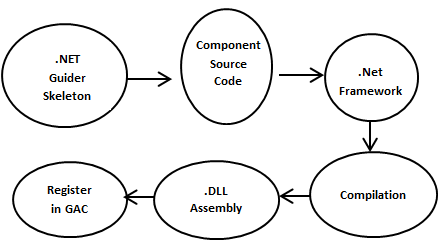 .NET
Guider
Skeleton
Component
Source
Code
.Net
Framework
Compilation
.DLL
Assembly
Register
in GAC